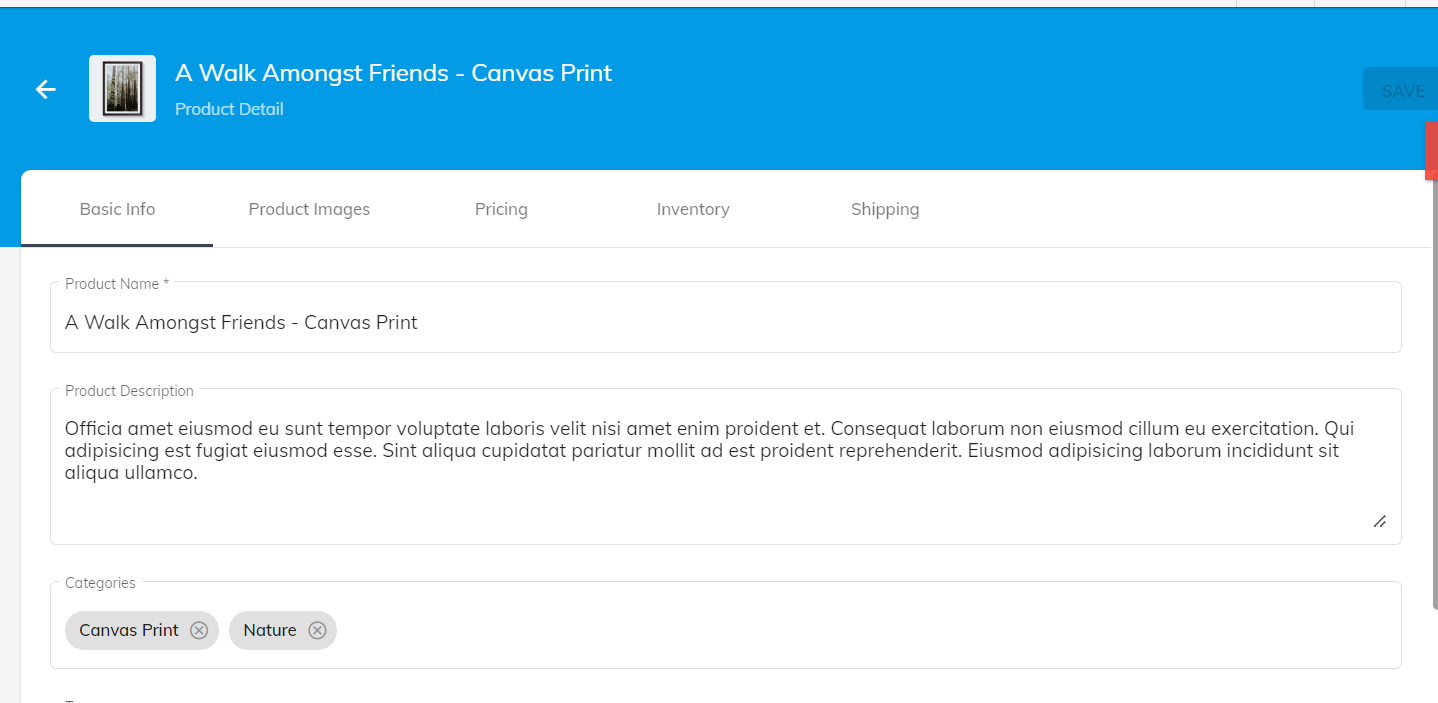 A Walk Amongst Friends - Canvas Print
Product Detail
SAVE
Basic Info
Product Images
Pricing
Inventory
Shipping
Product Name *
A Walk Amongst Friends - Canvas Print
Product Description
Officia amet eiusmod eu sunt tempor voluptate laboris velit nisi amet enim proident et. Consequat laborum non eiusmod cillum eu exercitation. Qui
adipisicing est fugiat eiusmod esse. Sint aliqua cupidatat pariatur mollit ad est proident reprehenderit. Eiusmod adipisicing laborum incididunt sit
aliqua ullamco.
Categories
Canvas Print
Nature